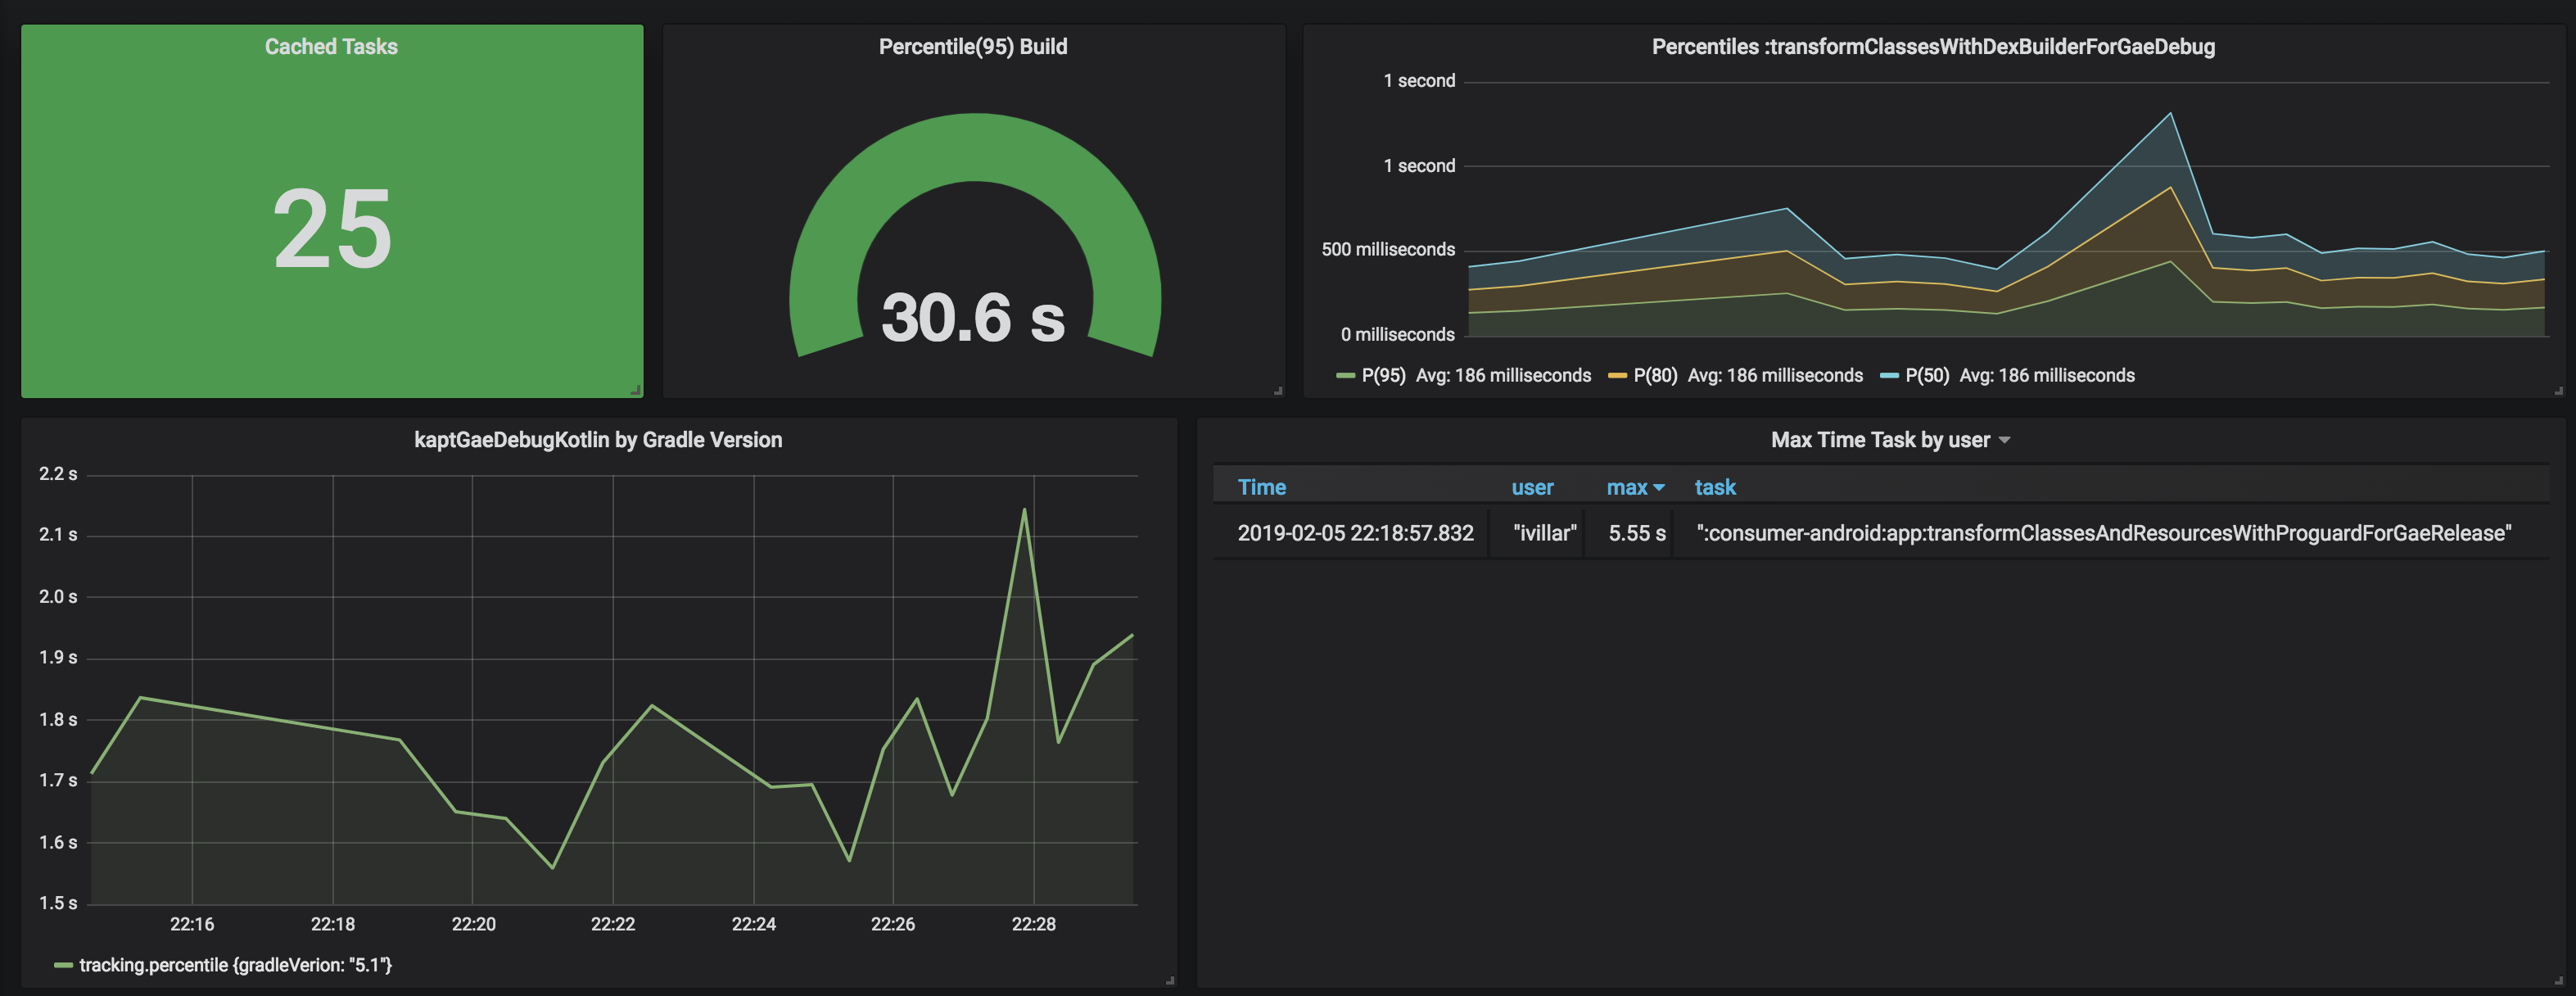 Cached Tasks
25
Percentile(95) Build
30.6 s
Percentiles :transformClassesWithDexBuilderForGaeDebug
1 second
1 second
500 milliseconds
0 milliseconds
P(95) Avg: 186 milliseconds P(80) Avg: 186 milliseconds P(50) Avg: 186 milliseconds
kaptGaeDebugKotlin by Gradle Version
2.2 s
2.1 s
2.0 s
1.9 s
1.8 s
1.7 s
1.6 s
1.5 s
22:16 22:18 22:20 22:22 22:24 22:26 22:28
tracking.percentile {gradleVerion: "5.1"}
Max Time Task by user
Time user max task
2019-02-05 22:18:57.832 "ivillar" 5.55 s ":consumer-android:app:transformClassesAndResourcesWithProguardForGaeRelease"